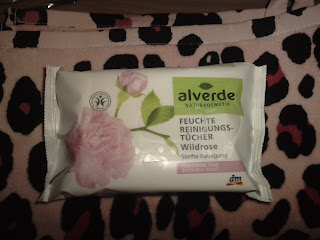 alverde
NATURKOSMETIK
FEUCHTE
REINIGUNGS-
TÜCHER
Wildrose
Sanfte Reinigung
dm